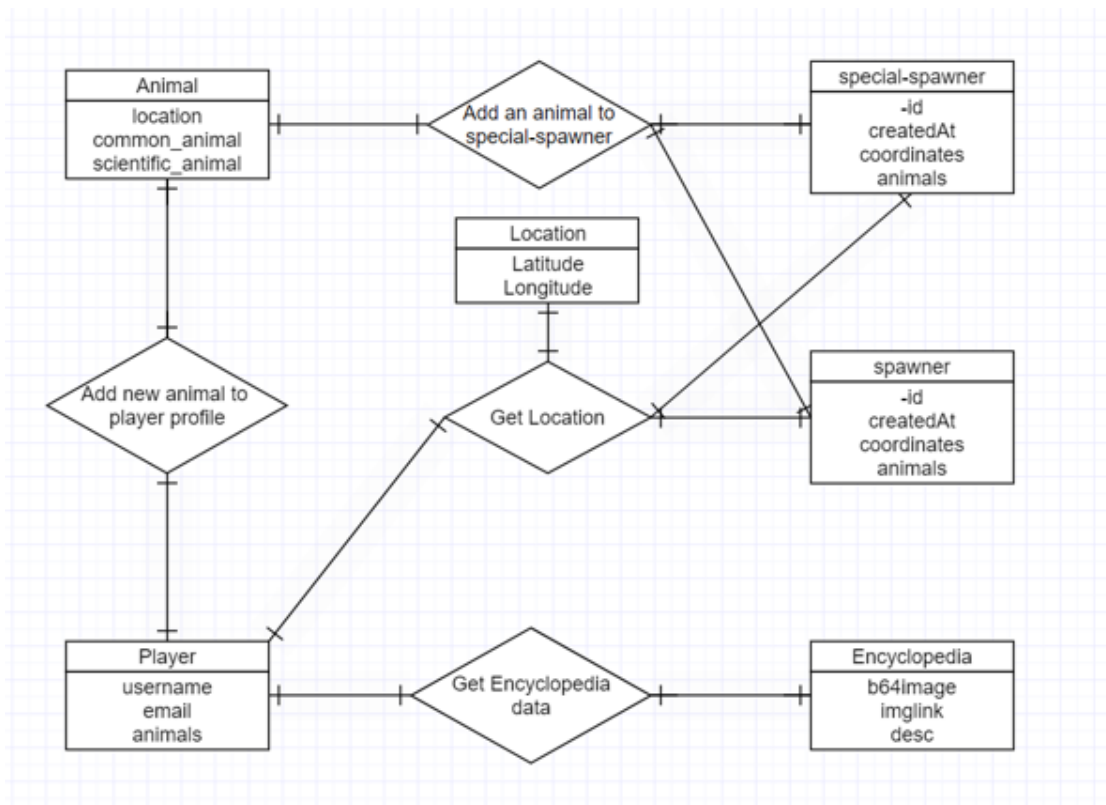 Animal
location
common_animal
scientific_animal
Add an animal to
special-spawner
special-spawner
-id
createdAt
coordinates
animals
Location
Latitude
Longitude
Add new animal to
player profile
Get Location
spawner
-id
createdAt
coordinates
animals
Player
username
email
animals
Get Encyclopedia
data
Encyclopedia
b64image
imglink
desc